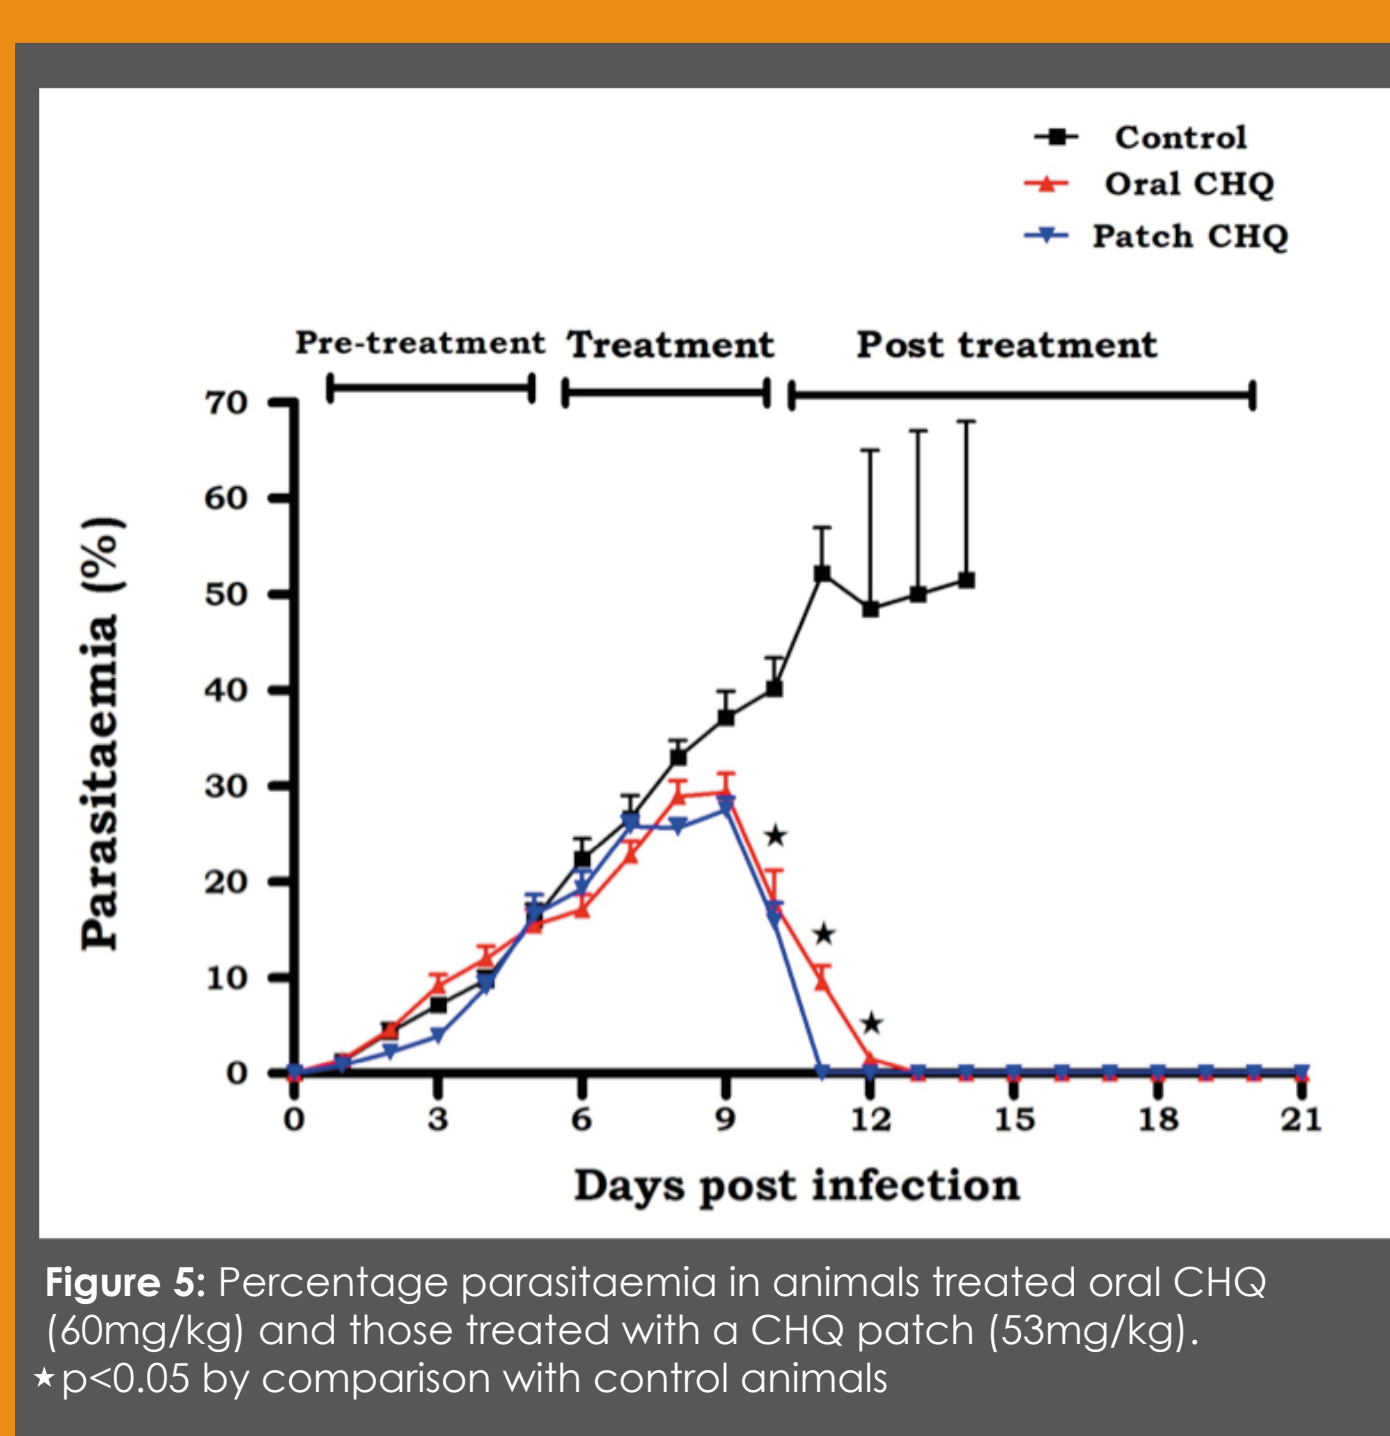 Control
Oral CHQ
Patch CHQ
Pre-treatment Treatment Post treatment
70
60
50
40
30
20
10
0
Parasitaemia (%)
0 3 6 9 12 15 18 21
Days post infection
Figure 5: Percentage parasitaemia in animals treated oral CHQ
(60mg/kg) and those treated with a CHQ patch (53mg/kg).
★p<0.05 by comparison with control animals